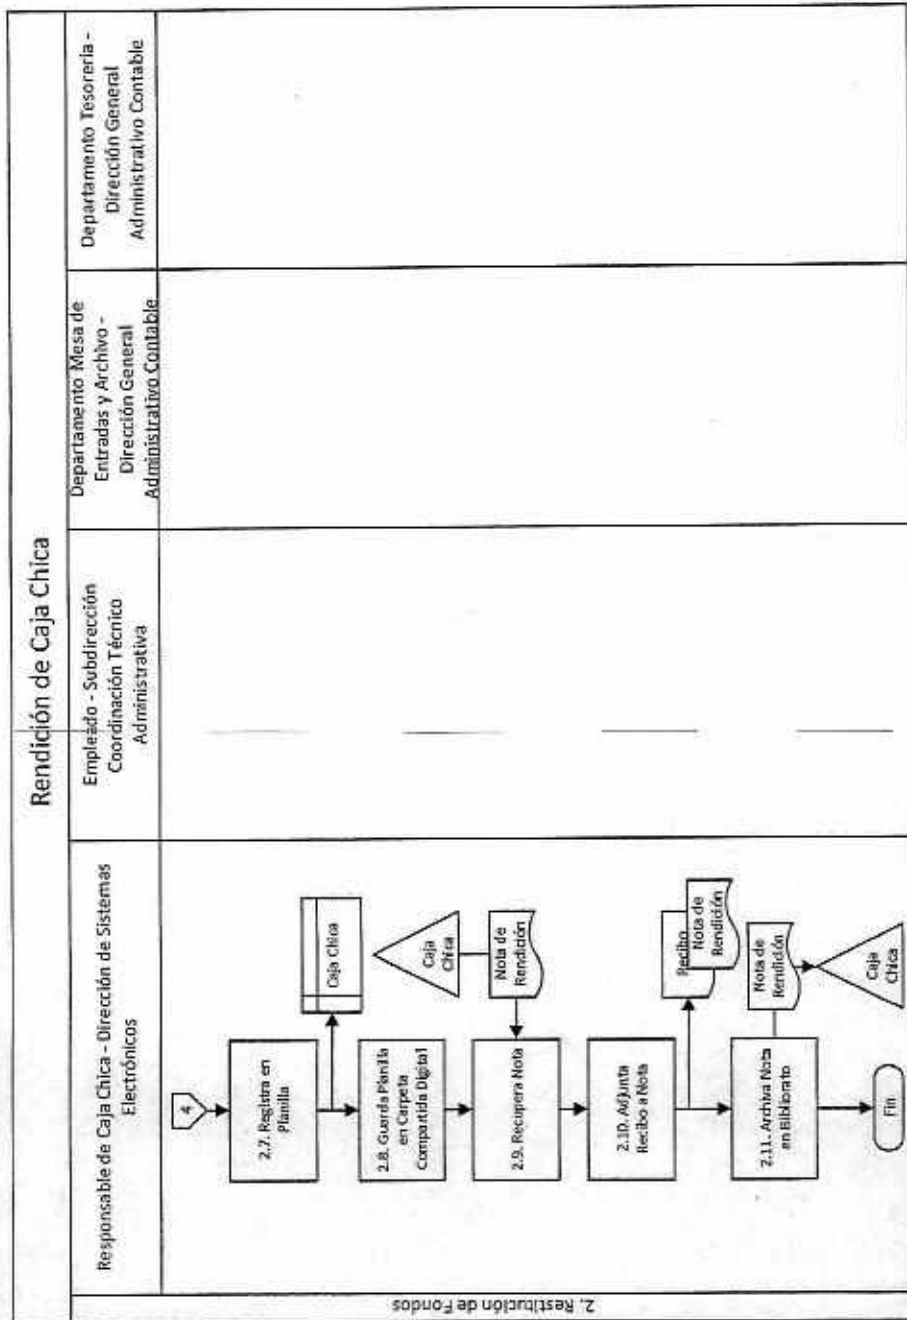 Rendición de Caja Chica
Responsable de Caja Chica - Dirección de Sistemas
Electrónicos
Empleado - Subdirección
Coordinación Técnico
Administrativa
Departamento Mesa de
Entradas y Archivo -
Dirección General
Administrativo Contable
Departamento Tesorería -
Dirección General
Administrativo Contable
2. Restitución de Fondos
4
2.7. Registra en
Planilla
Caja Chica
2.8. Guarda Planilla
en Carpeta
Compartida Digital
Caja
Chica
Nota de
Rendición
2.9. Recupera Nota
2.10. Adjunta
Recibo a Nota
Recibo
Nota de
Rendición
2.11. Archiva Nota
en Bibliorato
Nota de
Rendición
Caja
Chica
Fin